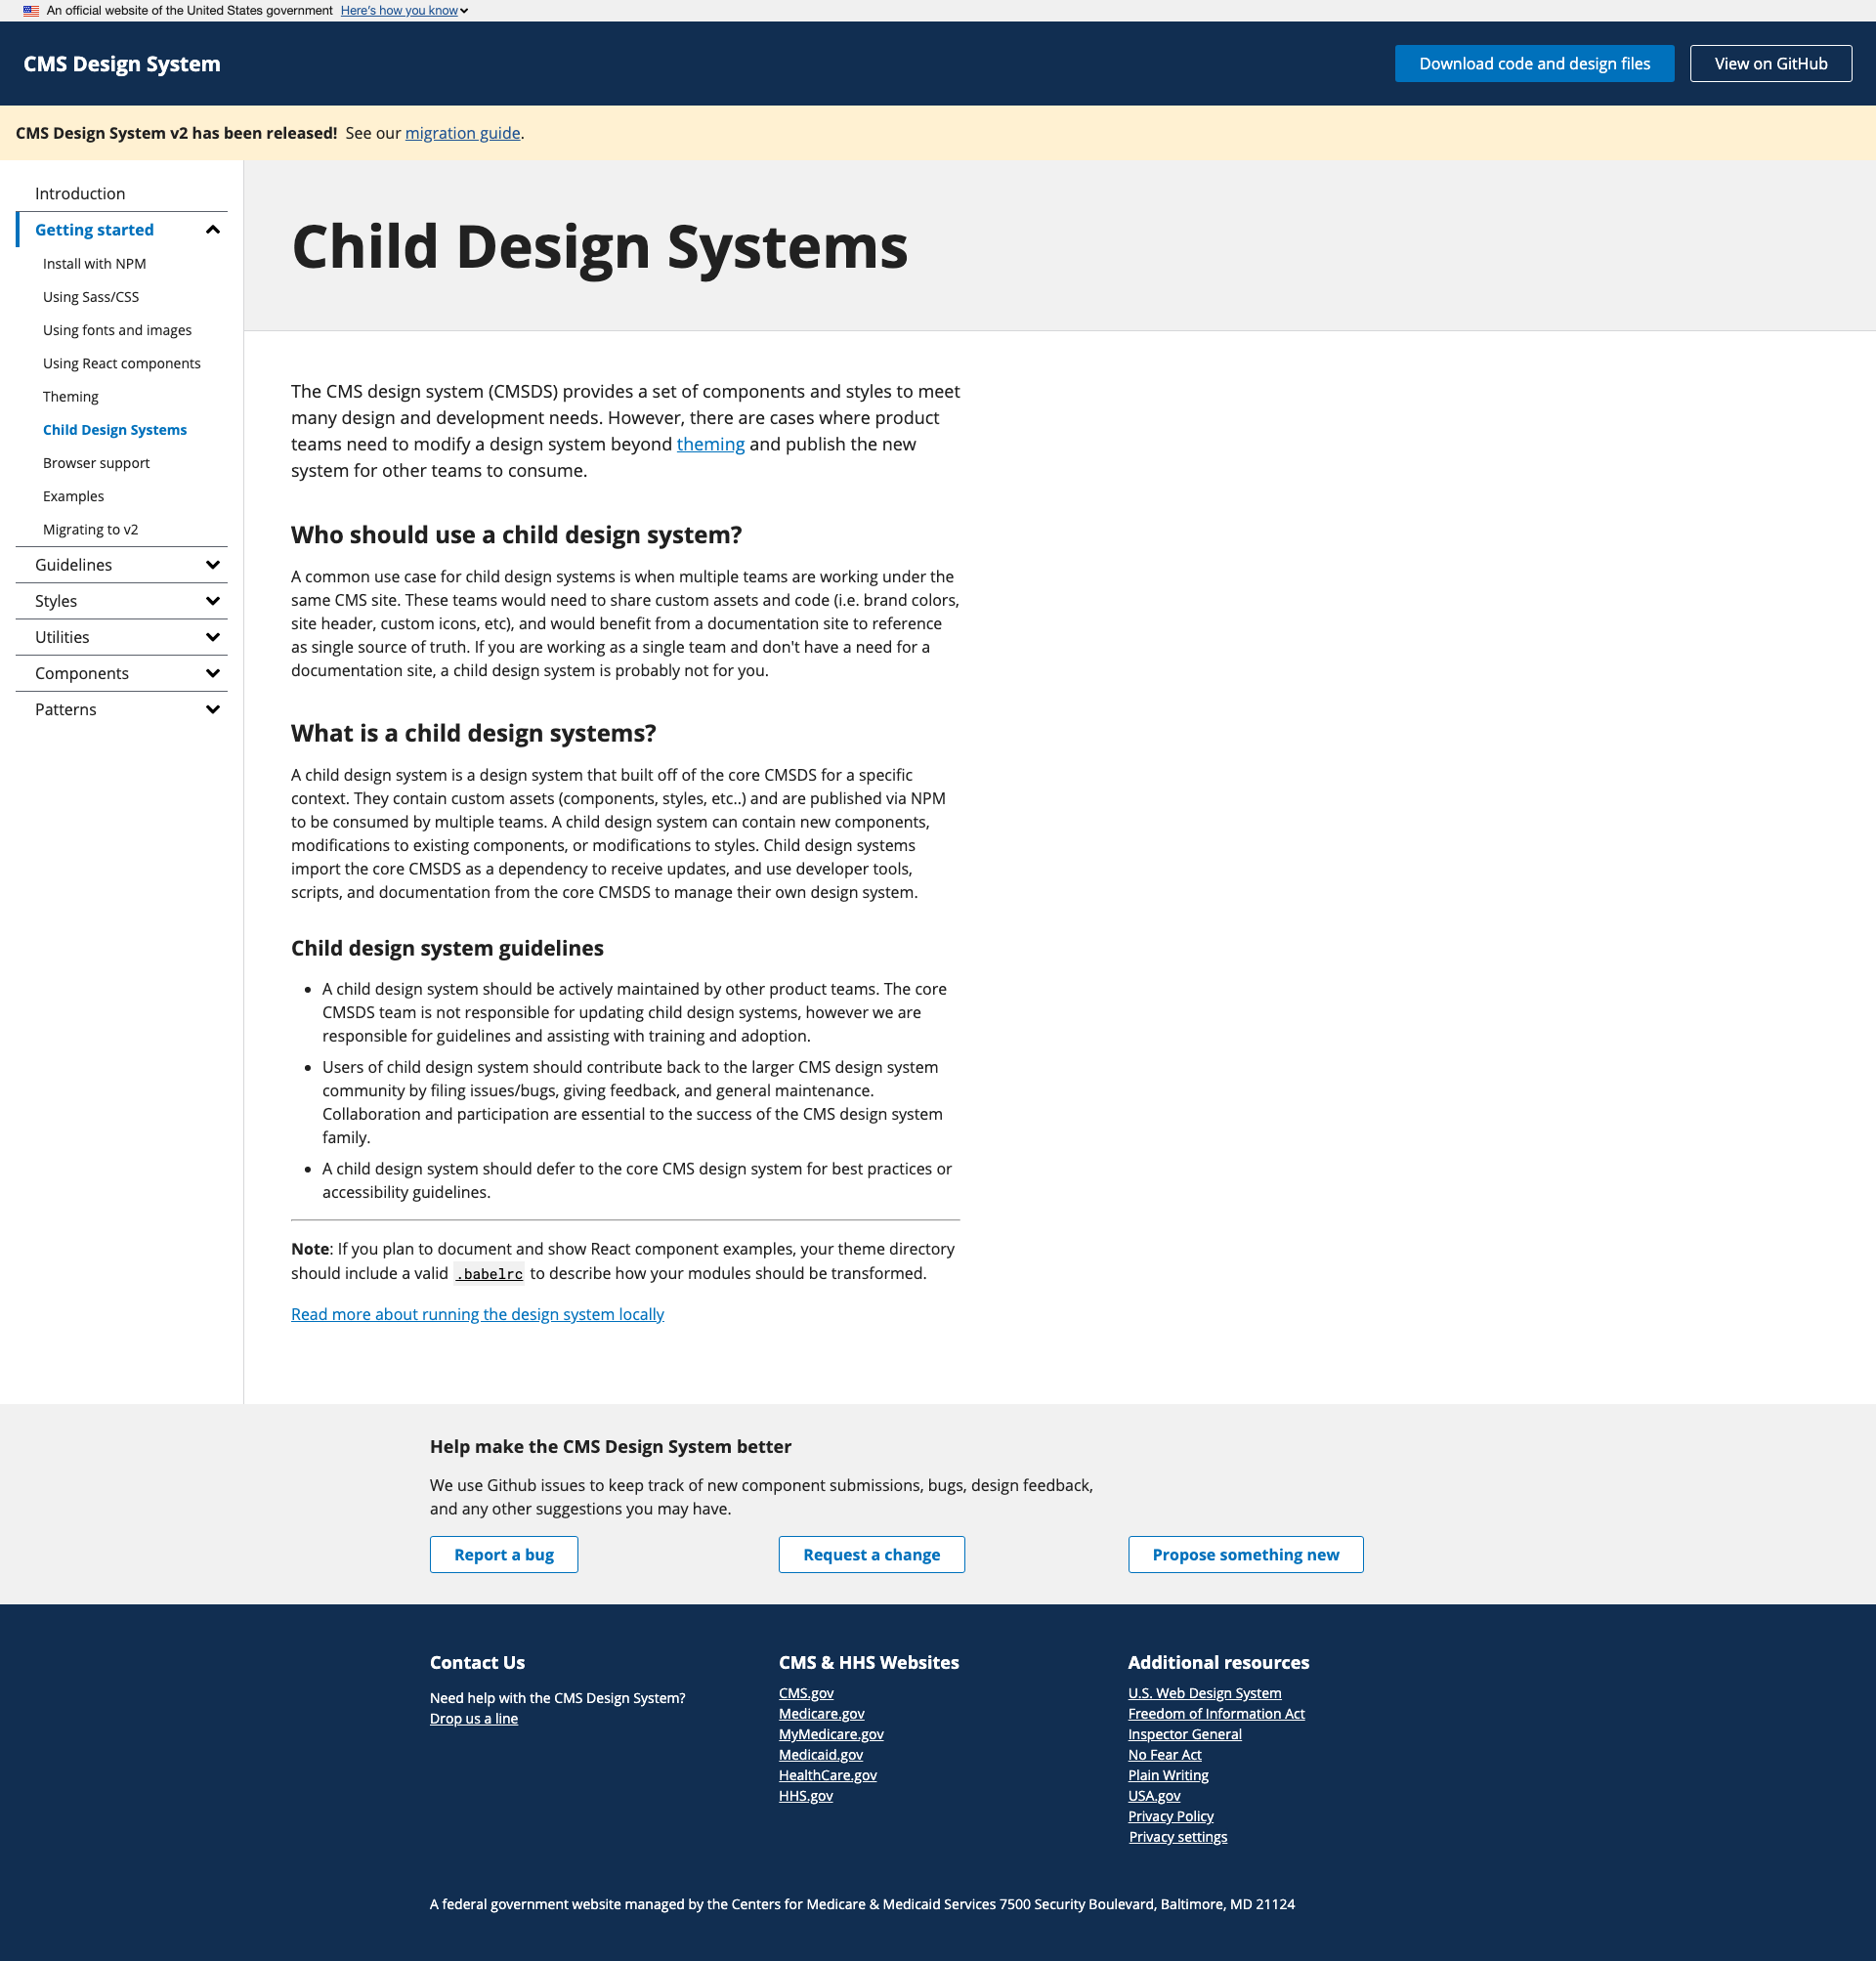 An official website of the United States government Here's how you know
CMS Design System
Download code and design files
View on GitHub
CMS Design System v2 has been released! See our migration guide.
Introduction
Getting started
Install with NPM
Using Sass/CSS
Using fonts and images
Using React components
Theming
Child Design Systems
Browser support
Examples
Migrating to v2
Guidelines
Styles
Utilities
Components
Patterns
Child Design Systems
The CMS design system (CMSDS) provides a set of components and styles to meet
many design and development needs. However, there are cases where product
teams need to modify a design system beyond theming and publish the new
system for other teams to consume.
Who should use a child design system?
A common use case for child design systems is when multiple teams are working under the
same CMS site. These teams would need to share custom assets and code (i.e. brand colors,
site header, custom icons, etc), and would benefit from a documentation site to reference
as single source of truth. If you are working as a single team and don't have a need for a
documentation site, a child design system is probably not for you.
What is a child design systems?
A child design system is a design system that built off of the core CMSDS for a specific
context. They contain custom assets (components, styles, etc..) and are published via NPM
to be consumed by multiple teams. A child design system can contain new components,
modifications to existing components, or modifications to styles. Child design systems
import the core CMSDS as a dependency to receive updates, and use developer tools,
scripts, and documentation from the core CMSDS to manage their own design system.
Child design system guidelines
• A child design system should be actively maintained by other product teams. The core
CMSDS team is not responsible for updating child design systems, however we are
responsible for guidelines and assisting with training and adoption.
• Users of child design system should contribute back to the larger CMS design system
community by filing issues/bugs, giving feedback, and general maintenance.
Collaboration and participation are essential to the success of the CMS design system
family.
• A child design system should defer to the core CMS design system for best practices or
accessibility guidelines.
Note: If you plan to document and show React component examples, your theme directory
should include a valid .babelrc to describe how your modules should be transformed.
Read more about running the design system locally
Help make the CMS Design System better
We use Github issues to keep track of new component submissions, bugs, design feedback,
and any other suggestions you may have.
Report a bug
Request a change
Propose something new
Contact Us
Need help with the CMS Design System?
Drop us a line
CMS & HHS Websites
CMS.gov
Medicare.gov
MyMedicare.gov
Medicaid.gov
HealthCare.gov
HHS.gov
Additional resources
U.S. Web Design System
Freedom of Information Act
Inspector General
No Fear Act
Plain Writing
USA.gov
Privacy Policy
Privacy settings
A federal government website managed by the Centers for Medicare & Medicaid Services 7500 Security Boulevard, Baltimore, MD 21124